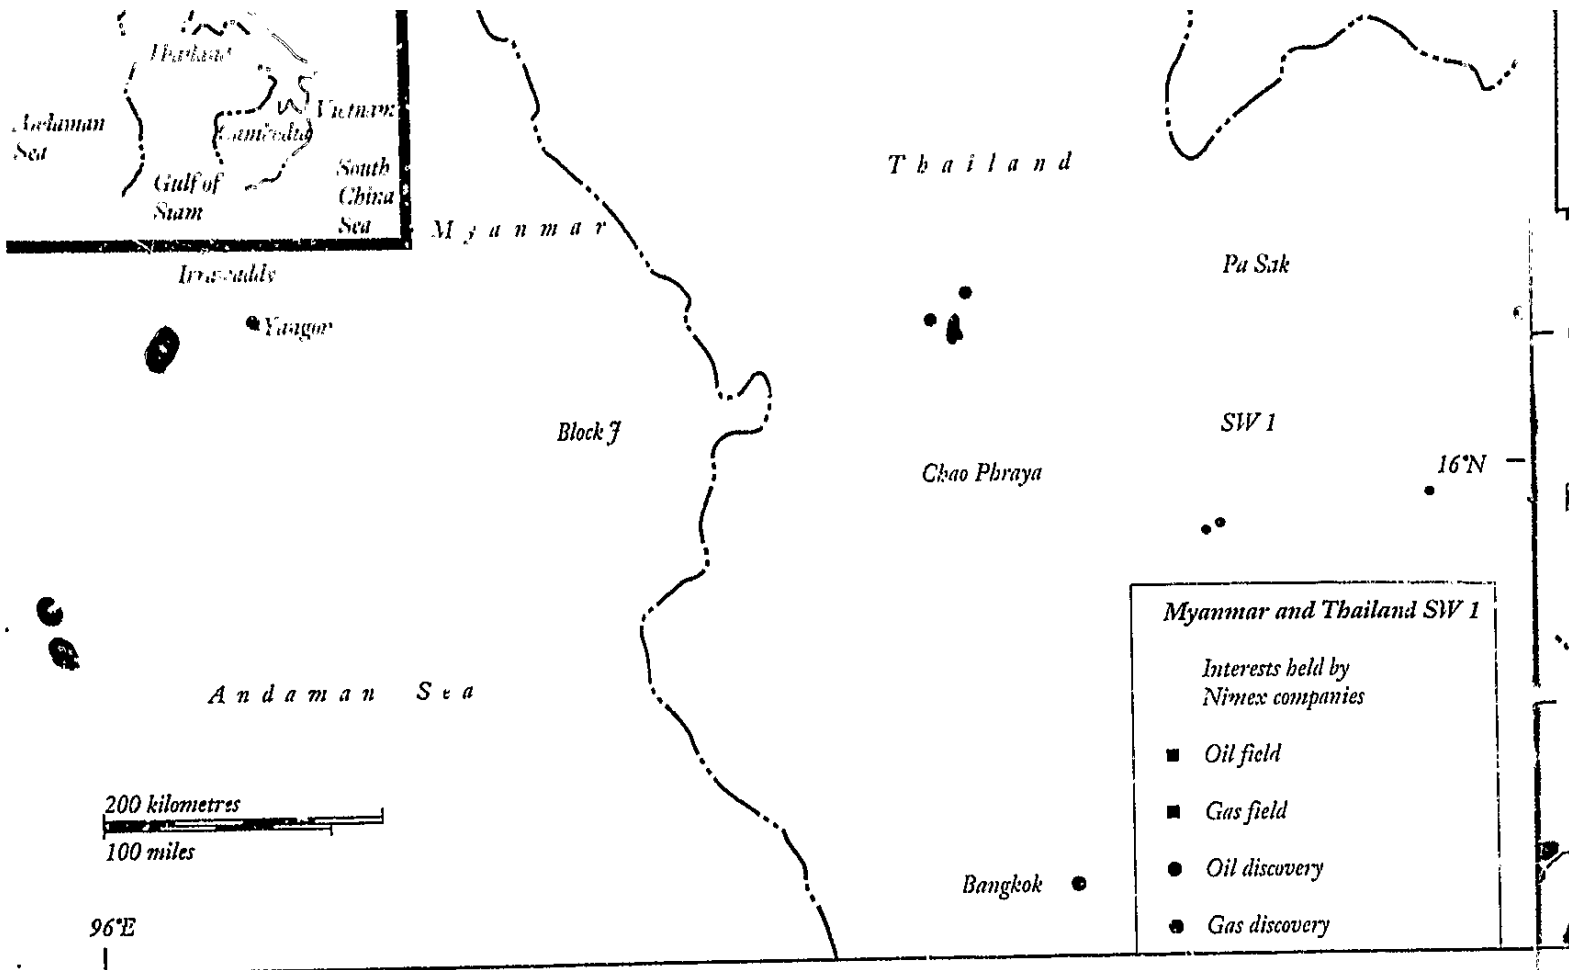 Thailand
Vietnam
Cambodia
Andaman
Sea
Gulf of
Siam
South
China
Sea
Myanmar
Thailand
Irrawaddy
Pa Sak
Block J
SW 1
Chao Phraya
16°N
Andaman Sea
200 kilometres
100 miles
96°E
Bangkok
Myanmar and Thailand SW 1
Interests held by
Nimex companies
Oil field
Gas field
Oil discovery
Gas discovery